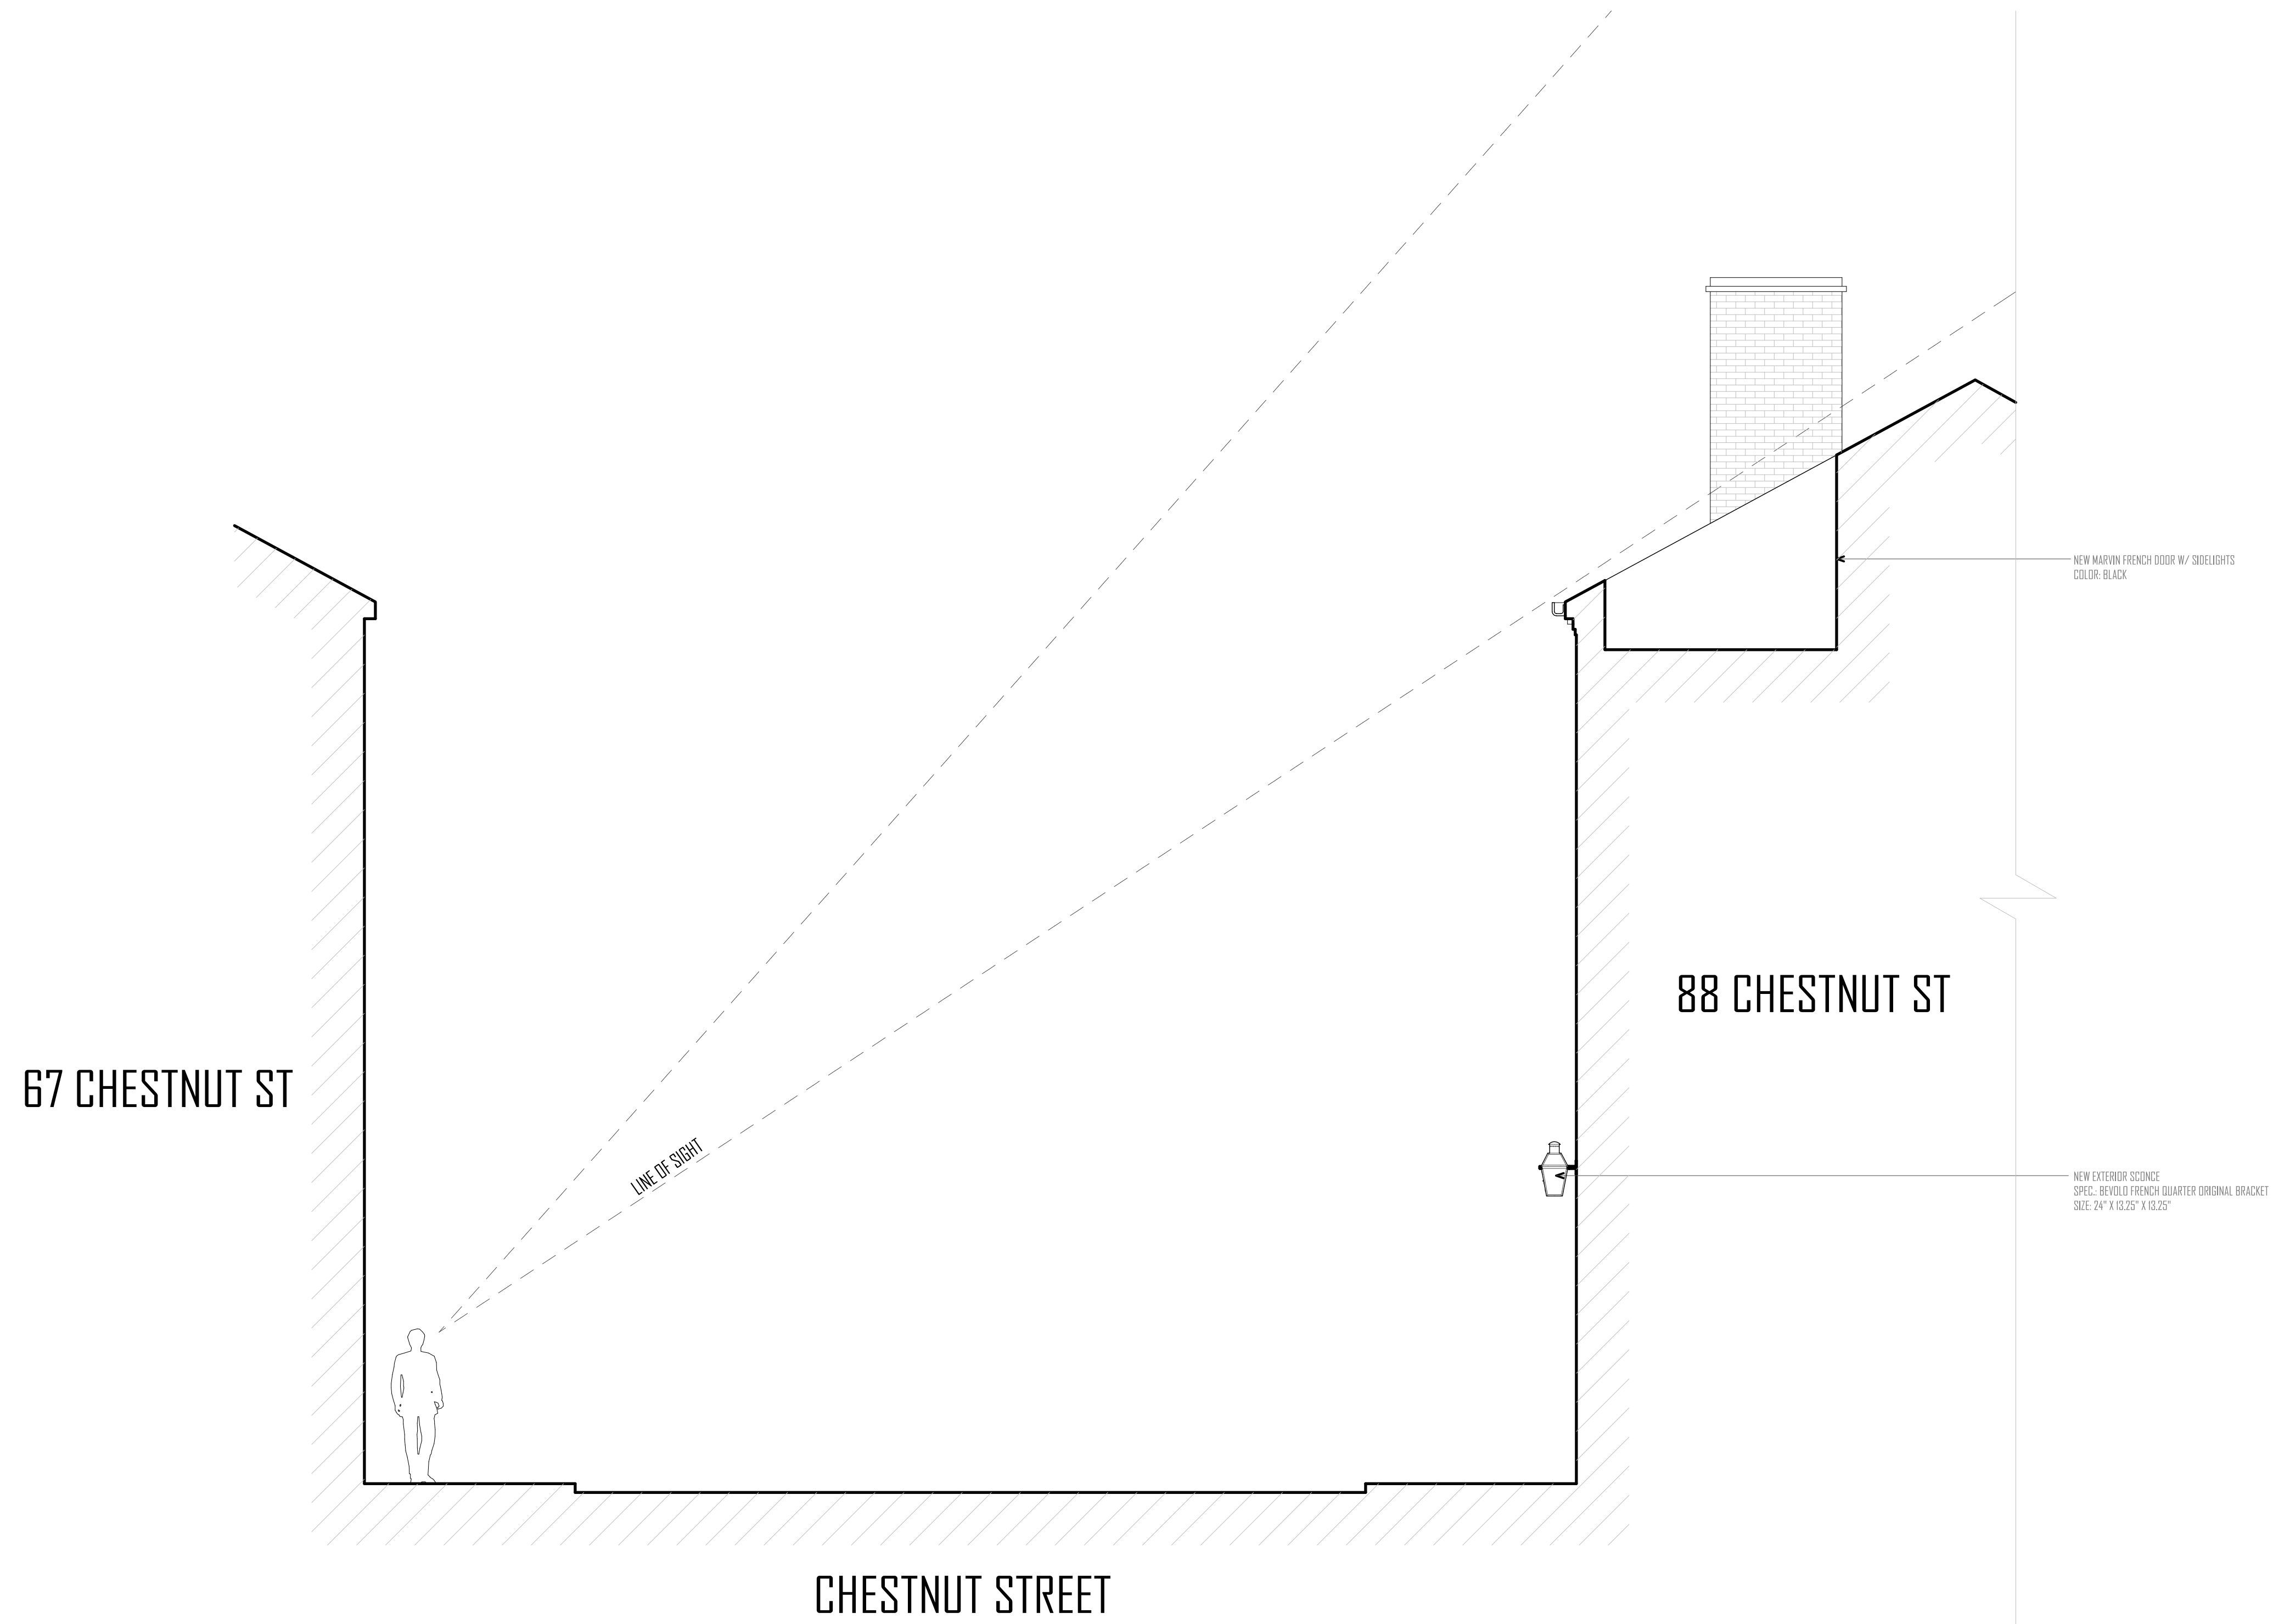 NEW MARVIN FRENCH DOOR W/ SIDELIGHTS
COLOR: BLACK
88 CHESTNUT ST
67 CHESTNUT ST
LINE OF SIGHT
NEW EXTERIOR SCONCE
SPEC.: BEVOLO FRENCH QUARTER ORIGINAL BRACKET
SIZE: 24" X 13.25" X 13.25"
CHESTNUT STREET